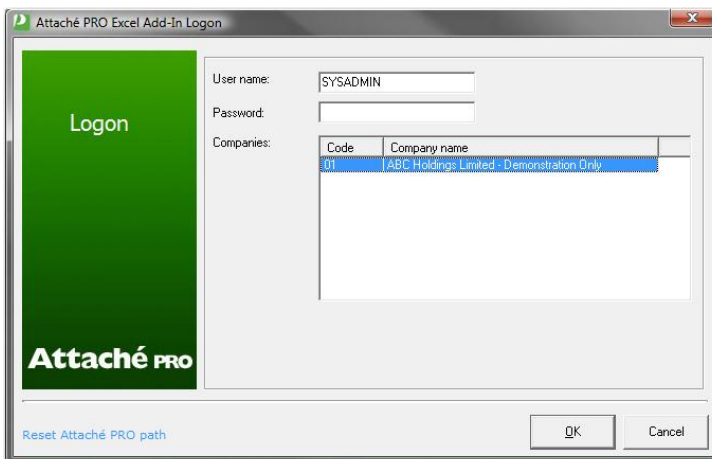 Attaché PRO Excel Add-In Logon
Logon
User name:
SYSADMIN
Password:
Companies:
Code Company name
01 ABC Holdings Limited - Demonstration Only
Attaché PRO
Reset Attaché PRO path
OK Cancel